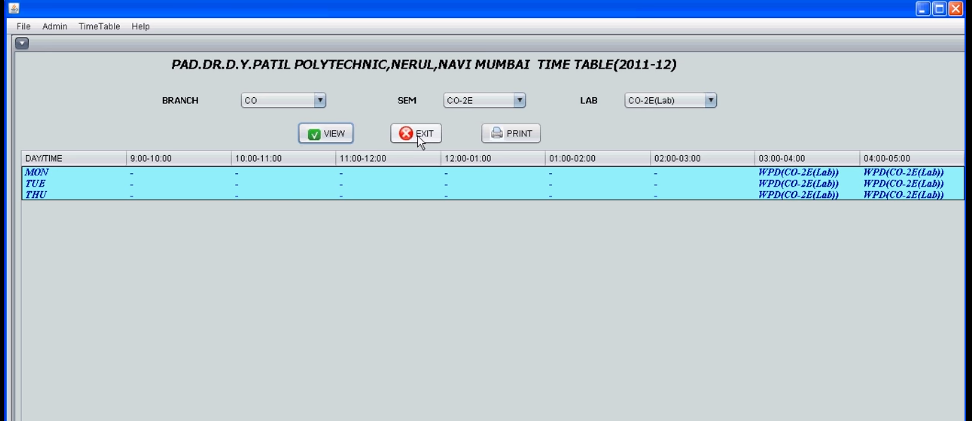 File Admin TimeTable Help
PAD.DR.D.Y.PATIL POLYTECHNIC,NERUL,NAVI MUMBAI TIME TABLE(2011-12)
BRANCH CO SEM CO-2E LAB CO-2E(Lab)
VIEW EXIT PRINT
DAY/TIME 9:00-10:00 10:00-11:00 11:00-12:00 12:00-01:00 01:00-02:00 02:00-03:00 03:00-04:00 04:00-05:00
MON - - - - - - WPD(CO-2E(Lab)) WPD(CO-2E(Lab))
TUE - - - - - - WPD(CO-2E(Lab)) WPD(CO-2E(Lab))
THU - - - - - - WPD(CO-2E(Lab)) WPD(CO-2E(Lab))